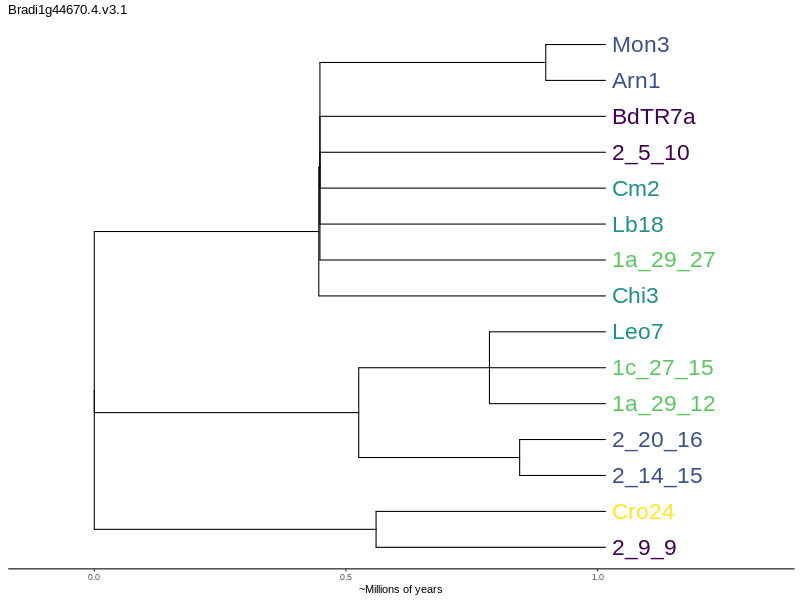 Bradi1g44670.4.v3.1
Mon3
Arn1
BdTR7a
2_5_10
Cm2
Lb18
1a_29_27
Chi3
Leo7
1c_27_15
1a_29_12
2_20_16
2_14_15
Cro24
2_9_9
0.0 0.5 1.0
~Millions of years